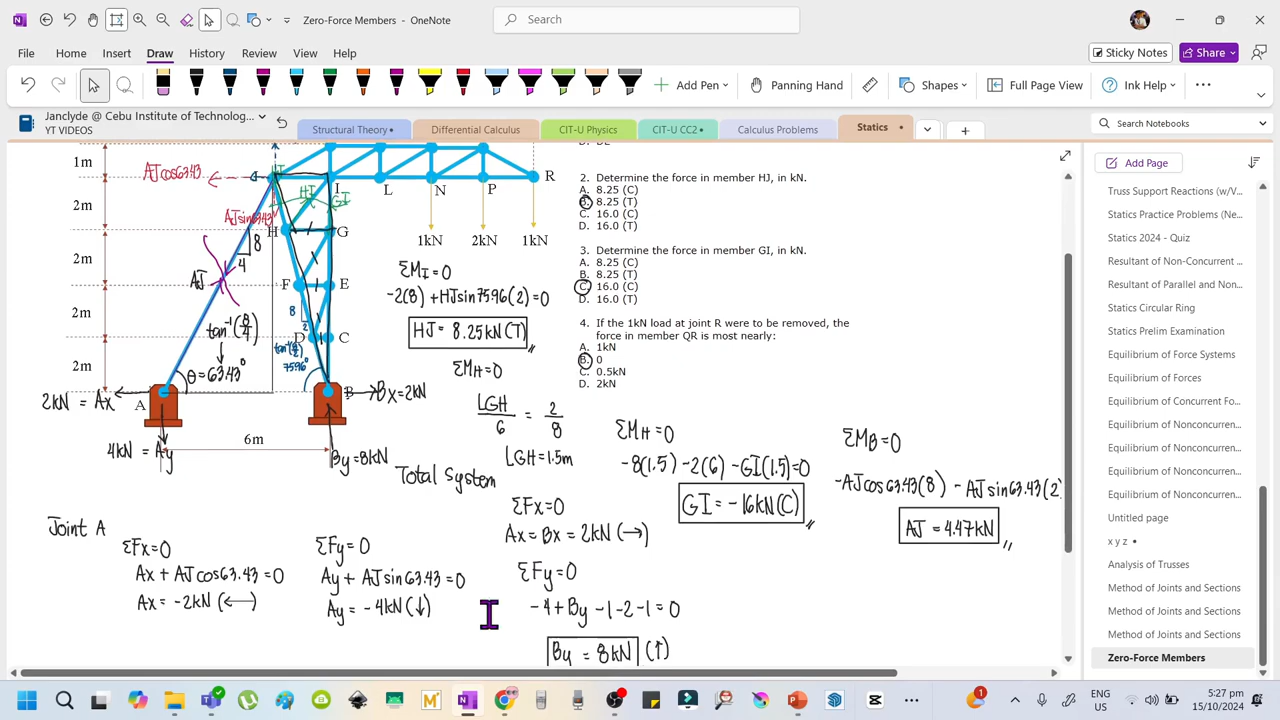 Zero-Force Members - OneNote
Search
File Home Insert Draw History Review View Help
Sticky Notes
Share
Add Pen
Panning Hand
Shapes
Full Page View
Ink Help
Janclyde @ Cebu Institute of Technolog...
YT VIDEOS
Structural Theory
Differential Calculus
CIT-U Physics
CIT-U CC2
Calculus Problems
Statics
Search Notebooks
Add Page
Truss Support Reactions (w/V...
Statics Practice Problems (Ne...
Statics 2024 - Quiz
Resultant of Non-Concurrent ...
Resultant of Parallel and Non...
Statics Circular Ring
Statics Prelim Examination
Equilibrium of Force Systems
Equilibrium of Forces
Equilibrium of Concurrent Fo...
Equilibrium of Nonconcurren...
Equilibrium of Nonconcurren...
Equilibrium of Nonconcurren...
Equilibrium of Nonconcurren...
Untitled page
x y z
Analysis of Trusses
Method of Joints and Sections
Method of Joints and Sections
Method of Joints and Sections
Zero-Force Members
1m
2m
2m
2m
2m
AJcos63.43
AJsin63.43
HJ
GI
I
L
N
P
R
H
G
F
E
D
C
A
B
8
4
AJ
8
2
tan⁻¹(8/4)
θ=63.43°
tan⁻¹(8/2)
75.96°
1kN
2kN
1kN
2kN = Ax
Bx=2kN
4kN = Ay
6m
By=8kN
2. Determine the force in member HJ, in kN.
A. 8.25 (C)
B. 8.25 (T)
C. 16.0 (C)
D. 16.0 (T)
3. Determine the force in member GI, in kN.
A. 8.25 (C)
B. 8.25 (T)
C. 16.0 (C)
D. 16.0 (T)
4. If the 1kN load at joint R were to be removed, the
force in member QR is most nearly:
A. 1kN
B. 0
C. 0.5kN
D. 2kN
ΣMI=0
-2(8)+HJsin75.96(2)=0
HJ = 8.25kN(T)
ΣMH=0
LGH/6 = 2/8
LGH=1.5m
ΣMH=0
-8(1.5)-2(6)-GI(1.5)=0
GI = -16kN(C)
ΣMB=0
-AJcos63.43(8) - AJsin63.43(2
AJ = 4.47kN
Total System
ΣFx=0
Ax = Bx = 2kN (→)
ΣFy=0
-4+By-1-2-1=0
By = 8kN (↑)
Joint A
ΣFx=0
Ax + AJcos63.43=0
Ax = -2kN (←)
ΣFy=0
Ay + AJsin63.43=0
Ay = -4kN(↓)
1
ENG
US
5:27 pm
15/10/2024